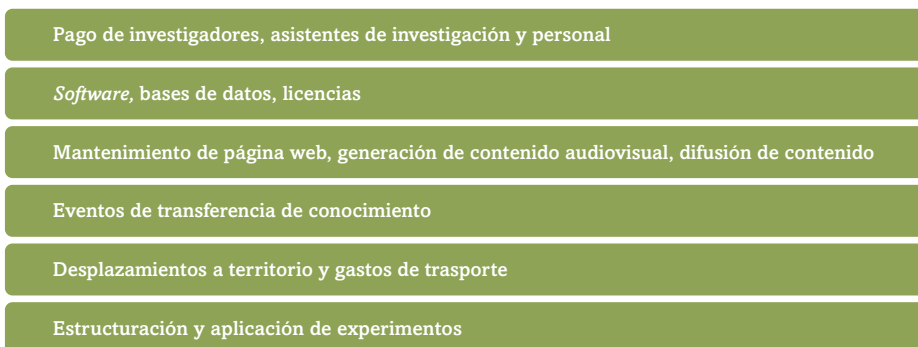 Pago de investigadores, asistentes de investigación y personal
Software, bases de datos, licencias
Mantenimiento de página web, generación de contenido audiovisual, difusión de contenido
Eventos de transferencia de conocimiento
Desplazamientos a territorio y gastos de trasporte
Estructuración y aplicación de experimentos